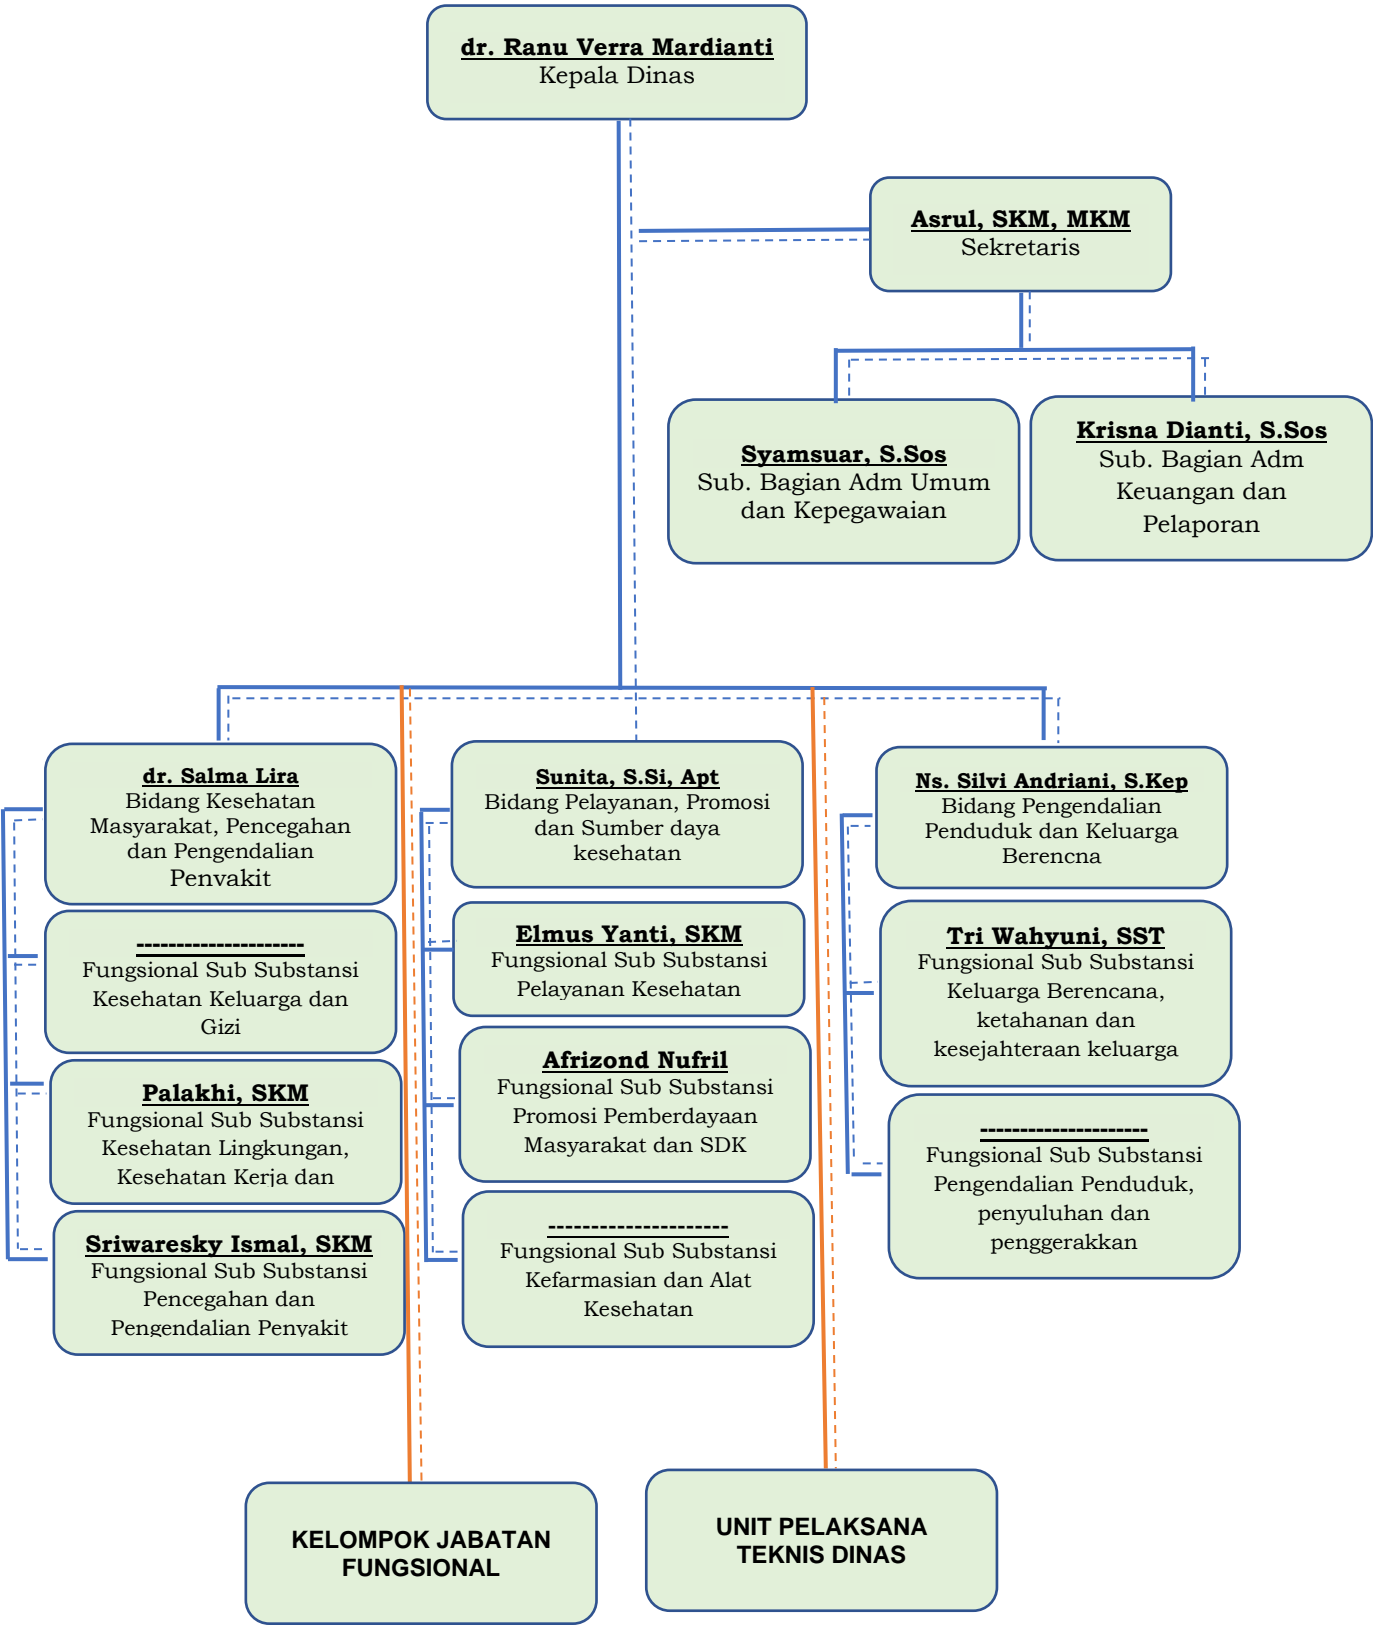 dr. Ranu Verra Mardianti
Kepala Dinas
Asrul, SKM, MKM
Sekretaris
Syamsuar, S.Sos
Sub. Bagian Adm Umum
dan Kepegawaian
Krisna Dianti, S.Sos
Sub. Bagian Adm
Keuangan dan
Pelaporan
dr. Salma Lira
Bidang Kesehatan
Masyarakat, Pencegahan
dan Pengendalian
Penyakit
---------------------
Fungsional Sub Substansi
Kesehatan Keluarga dan
Gizi
Palakhi, SKM
Fungsional Sub Substansi
Kesehatan Lingkungan,
Kesehatan Kerja dan
Sriwaresky Ismal, SKM
Fungsional Sub Substansi
Pencegahan dan
Pengendalian Penyakit
Sunita, S.Si, Apt
Bidang Pelayanan, Promosi
dan Sumber daya
kesehatan
Elmus Yanti, SKM
Fungsional Sub Substansi
Pelayanan Kesehatan
Afrizond Nufril
Fungsional Sub Substansi
Promosi Pemberdayaan
Masyarakat dan SDK
---------------------
Fungsional Sub Substansi
Kefarmasian dan Alat
Kesehatan
Ns. Silvi Andriani, S.Kep
Bidang Pengendalian
Penduduk dan Keluarga
Berencna
Tri Wahyuni, SST
Fungsional Sub Substansi
Keluarga Berencana,
ketahanan dan
kesejahteraan keluarga
---------------------
Fungsional Sub Substansi
Pengendalian Penduduk,
penyuluhan dan
penggerakkan
KELOMPOK JABATAN
FUNGSIONAL
UNIT PELAKSANA
TEKNIS DINAS